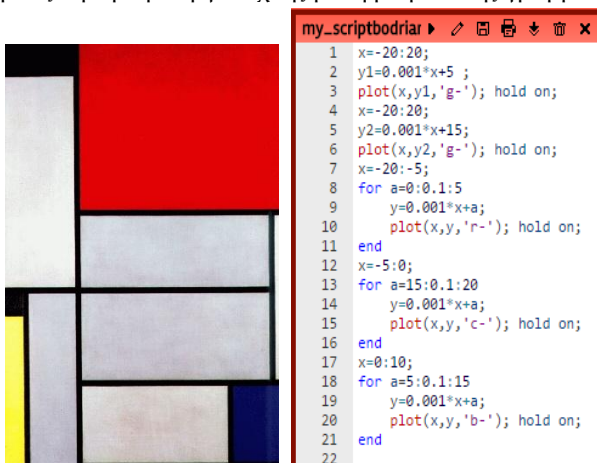 my_scriptbodriar
1 x=-20:20;
2 y1=0.001*x+5 ;
3 plot(x,y1,'g-'); hold on;
4 x=-20:20;
5 y2=0.001*x+15;
6 plot(x,y2,'g-'); hold on;
7 x=-20:-5;
8 for a=0:0.1:5
9 y=0.001*x+a;
10 plot(x,y,'r-'); hold on;
11 end
12 x=-5:0;
13 for a=15:0.1:20
14 y=0.001*x+a;
15 plot(x,y,'c-'); hold on;
16 end
17 x=0:10;
18 for a=5:0.1:15
19 y=0.001*x+a;
20 plot(x,y,'b-'); hold on;
21 end
22